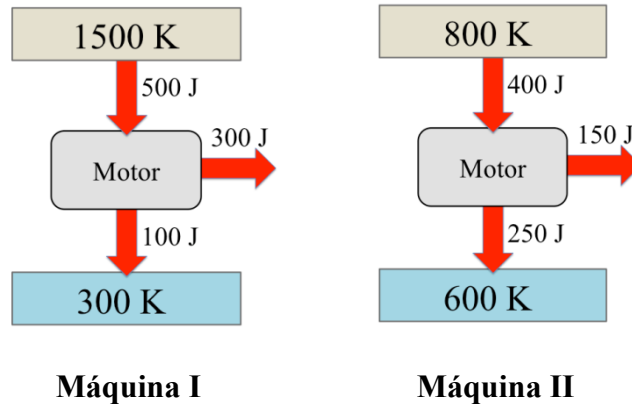 1500 K
500 J
300 J
Motor
100 J
300 K
Máquina I
800 K
400 J
150 J
Motor
250 J
600 K
Máquina II